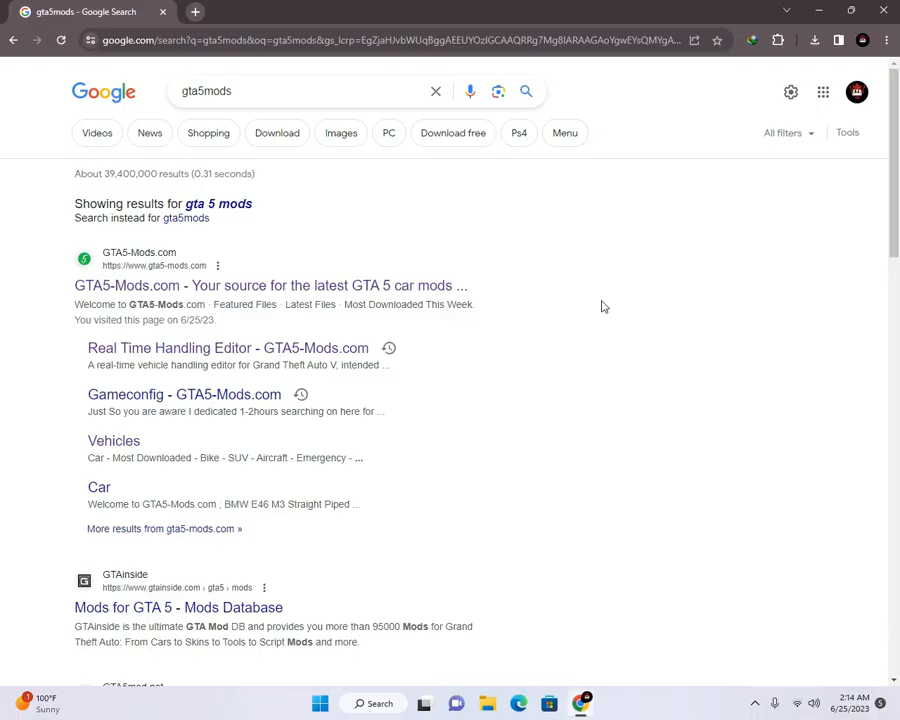 gta5mods - Google Search
google.com/search?q=gta5mods&oq=gta5mods&gs_lcrp=EgZjaHJvbWUqBggAEEUYOzIGCAAQRRg7Mg8IARAAGAoYgwEYsQMYgA...
Google
gta5mods
Videos
News
Shopping
Download
Images
PC
Download free
Ps4
Menu
All filters
Tools
About 39,400,000 results (0.31 seconds)
Showing results for gta 5 mods
Search instead for gta5mods
GTA5-Mods.com
https://www.gta5-mods.com
GTA5-Mods.com - Your source for the latest GTA 5 car mods ...
Welcome to GTA5-Mods.com · Featured Files · Latest Files · Most Downloaded This Week.
You visited this page on 6/25/23.
Real Time Handling Editor - GTA5-Mods.com
A real-time vehicle handling editor for Grand Theft Auto V, intended ...
Gameconfig - GTA5-Mods.com
Just So you are aware I dedicated 1-2hours searching on here for ...
Vehicles
Car - Most Downloaded - Bike - SUV - Aircraft - Emergency - ...
Car
Welcome to GTA5-Mods.com ; BMW E46 M3 Straight Piped ...
More results from gta5-mods.com »
GTAinside
https://www.gtainside.com › gta5 › mods
Mods for GTA 5 - Mods Database
GTAinside is the ultimate GTA Mod DB and provides you more than 95000 Mods for Grand
Theft Auto: From Cars to Skins to Tools to Script Mods and more.
1
100°F
Sunny
Search
2:14 AM
6/25/2023
5